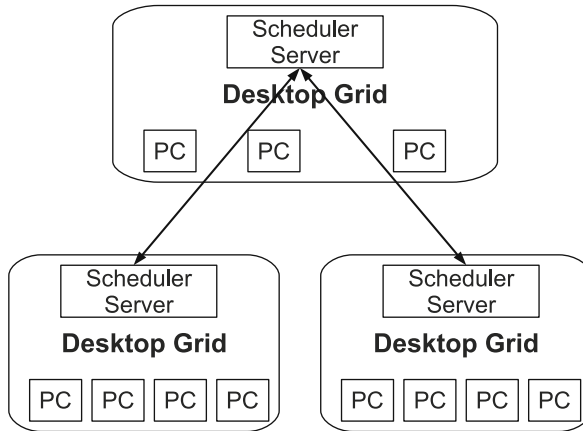 Scheduler
Server
Desktop Grid
PC PC PC
Scheduler
Server
Desktop Grid
PC PC PC PC
Scheduler
Server
Desktop Grid
PC PC PC PC